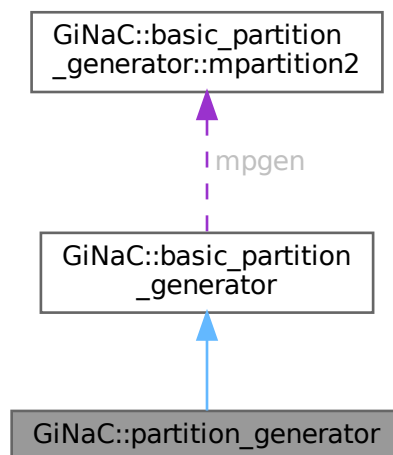 GiNaC::basic_partition
_generator::mpartition2
mpgen
GiNaC::basic_partition
_generator
GiNaC::partition_generator